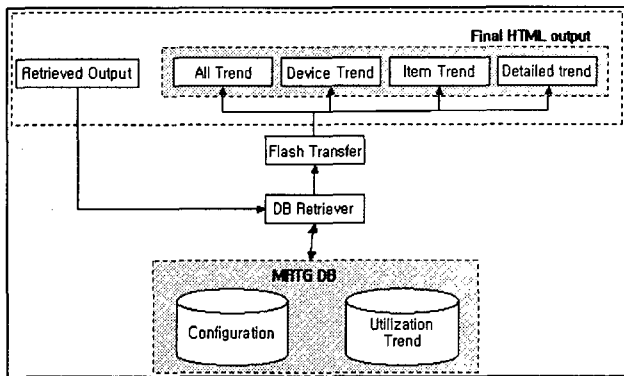 Final HTML output
Retrieved Output
All Trend
Device Trend
Item Trend
Detailed trend
Flash Transfer
DB Retriever
MRTG DB
Configuration
Utilization
Trend